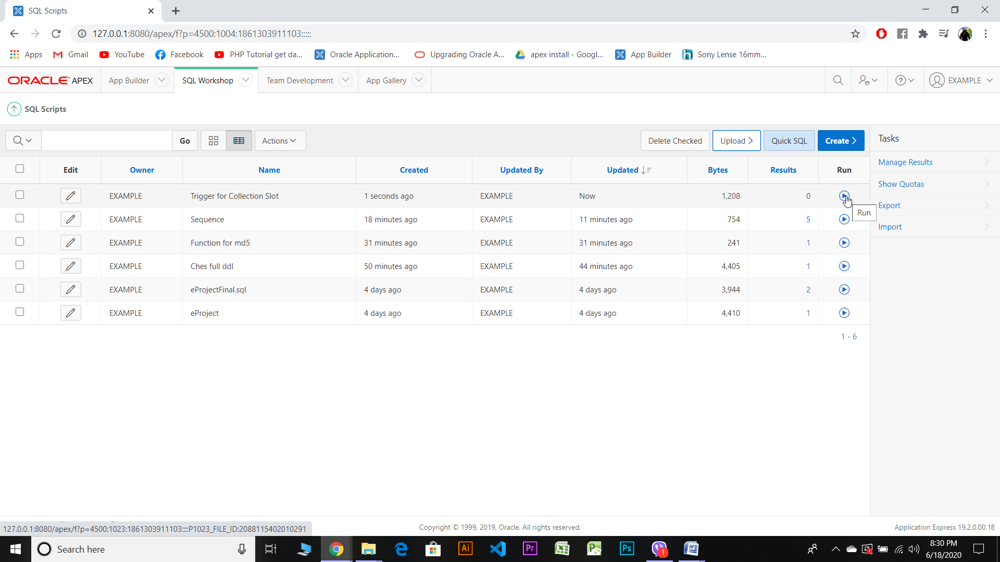 SQL Scripts
127.0.0.1:8080/apex/f?p=4500:1004:1861303911103:::::
Apps Gmail YouTube Facebook PHP Tutorial get da... Oracle Application... Upgrading Oracle A... apex install - Googl... App Builder Sony Lense 16mm...
ORACLE APEX App Builder SQL Workshop Team Development App Gallery EXAMPLE
SQL Scripts
Go Actions Delete Checked Upload Quick SQL Create
Tasks
Manage Results
Show Quotas
Export
Import
Edit Owner Name Created Updated By Updated Bytes Results Run
EXAMPLE Trigger for Collection Slot 1 seconds ago EXAMPLE Now 1,208 0
Run
EXAMPLE Sequence 18 minutes ago EXAMPLE 11 minutes ago 754 5
EXAMPLE Function for md5 31 minutes ago EXAMPLE 31 minutes ago 241 1
EXAMPLE Ches full ddl 50 minutes ago EXAMPLE 44 minutes ago 4,405 1
EXAMPLE eProjectFinal.sql 4 days ago EXAMPLE 4 days ago 3,944 2
EXAMPLE eProject 4 days ago EXAMPLE 4 days ago 4,410 1
1 - 6
127.0.0.1:8080/apex/f?p=4500:1023:1861303911103::::P1023_FILE_ID:2088115402010291
Copyright © 1999, 2019, Oracle. All rights reserved.
Application Express 19.2.0.00.18
Search here
Ai Pr Ps 1
8:30 PM
6/18/2020